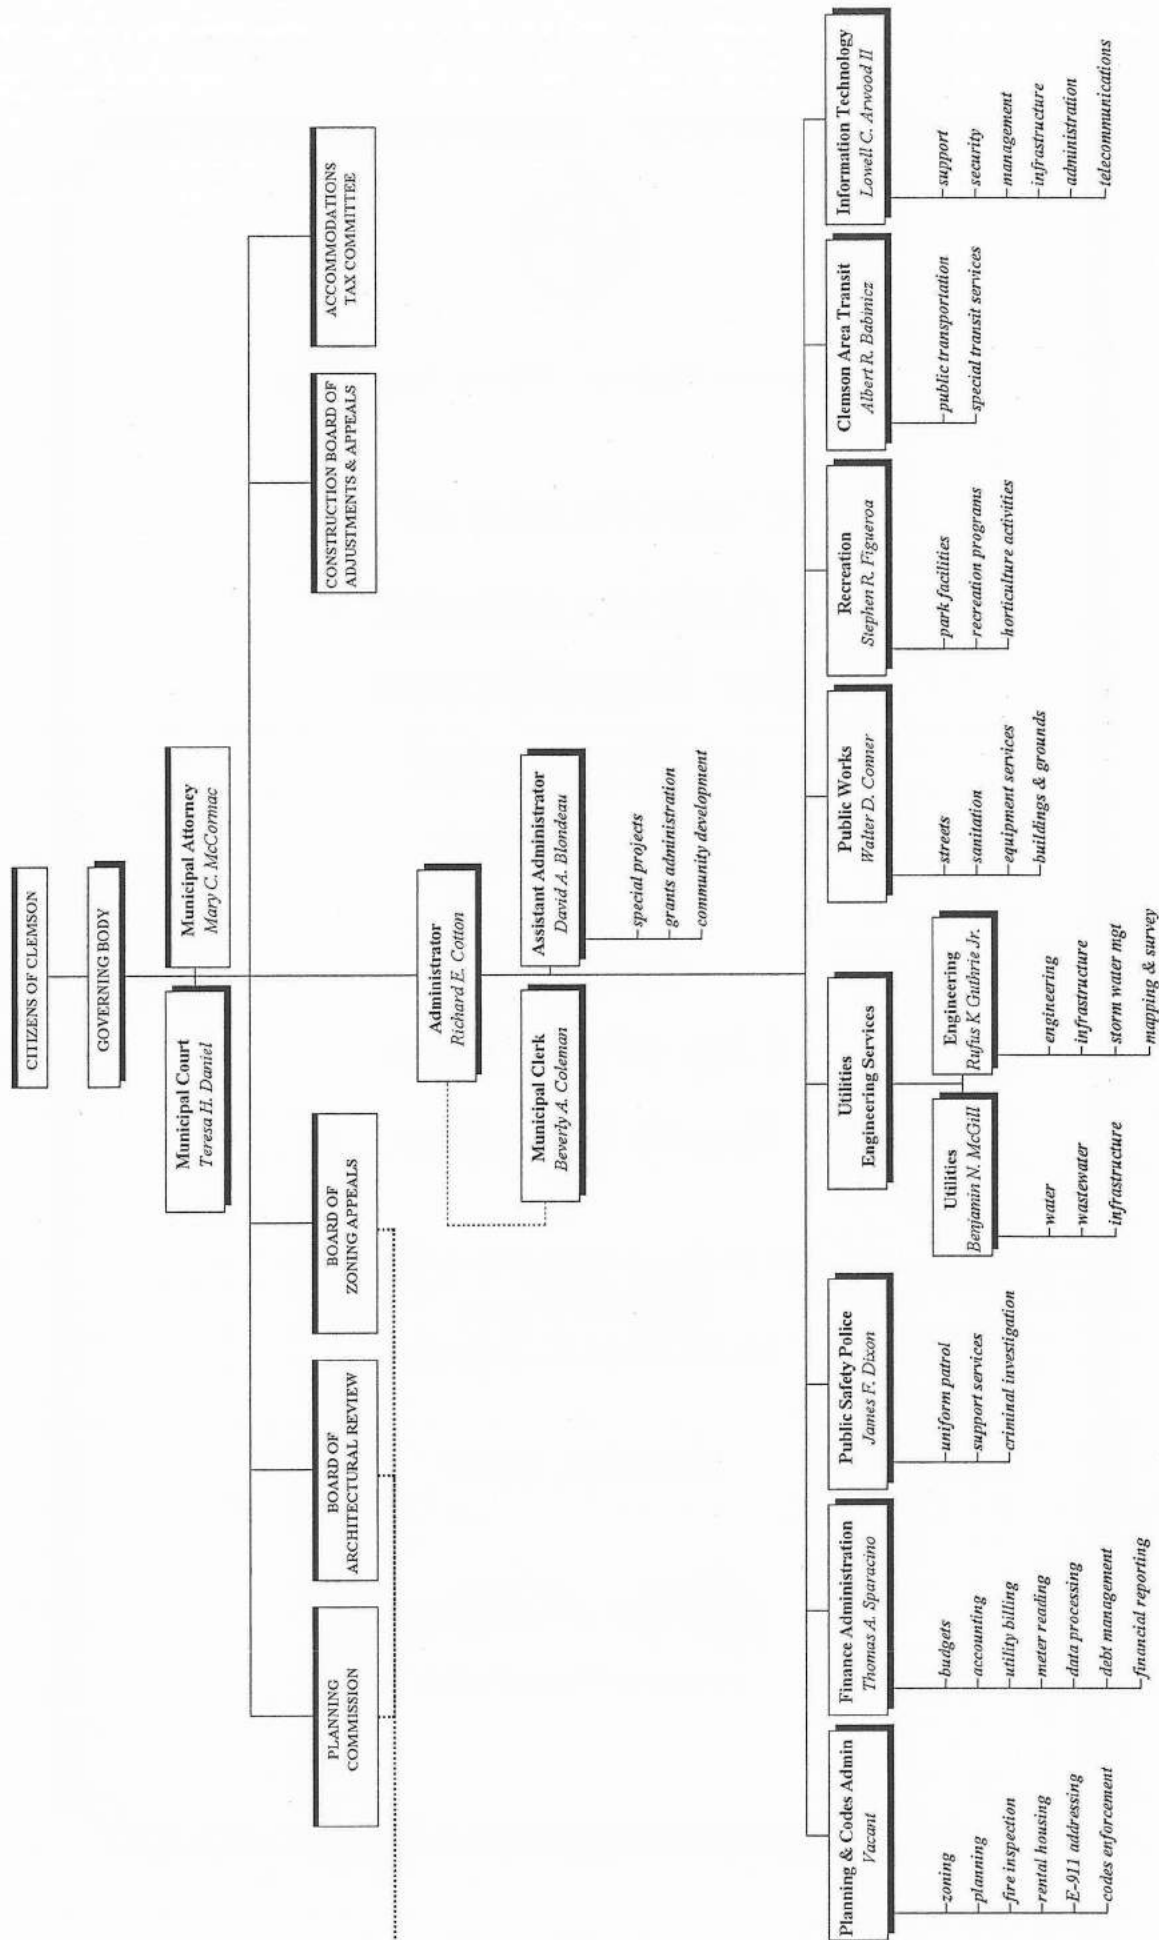 CITIZENS OF CLEMSON
GOVERNING BODY
Municipal Court
Teresa H. Daniel
Municipal Attorney
Mary C. McCormac
PLANNING
COMMISSION
BOARD OF
ARCHITECTURAL REVIEW
BOARD OF
ZONING APPEALS
CONSTRUCTION BOARD OF
ADJUSTMENTS & APPEALS
ACCOMMODATIONS
TAX COMMITTEE
Administrator
Richard E. Cotton
Municipal Clerk
Beverly A. Coleman
Assistant Administrator
David A. Blondeau
special projects
grants administration
community development
Planning & Codes Admin
Vacant
zoning
planning
fire inspection
rental housing
E-911 addressing
codes enforcement
Finance Administration
Thomas A. Sparacino
budgets
accounting
utility billing
meter reading
data processing
debt management
financial reporting
Public Safety Police
James F. Dixon
uniform patrol
support services
criminal investigation
Utilities
Engineering Services
Utilities
Benjamin N. McGill
water
wastewater
infrastructure
Engineering
Rufus K Guthrie Jr.
engineering
infrastructure
storm water mgt
mapping & survey
Public Works
Walter D. Conner
streets
sanitation
equipment services
buildings & grounds
Recreation
Stephen R. Figueroa
park facilities
recreation programs
horticulture activities
Clemson Area Transit
Albert R. Babinicz
public transportation
special transit services
Information Technology
Lowell C. Arwood II
support
security
management
infrastructure
administration
telecommunications